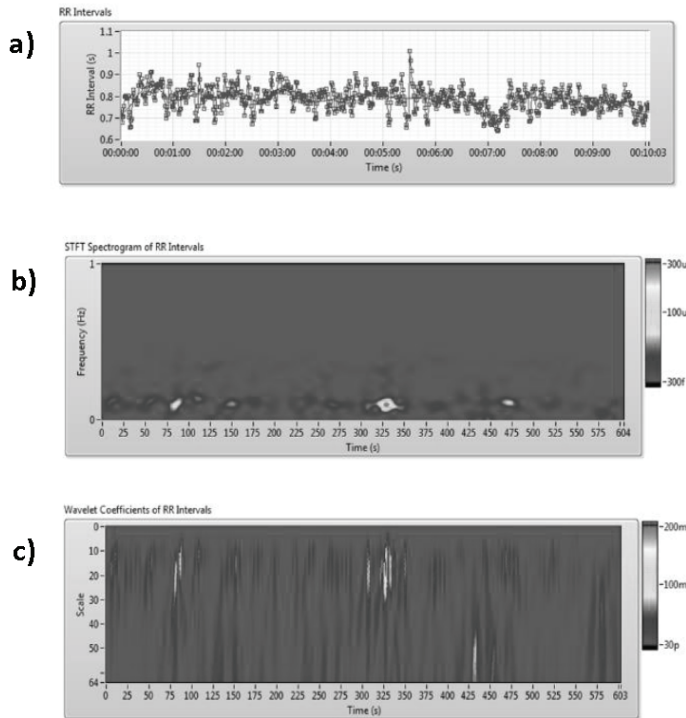 a)
RR Intervals
RR Interval (s)
1.1
1
0.9
0.8
0.7
0.6
00:00:00 00:01:00 00:02:00 00:03:00 00:04:00 00:05:00 00:06:00 00:07:00 00:08:00 00:09:00 00:10:03
Time (s)
b)
STFT Spectrogram of RR Intervals
Frequency (Hz)
1
0
0 25 50 75 100 125 150 175 200 225 250 275 300 325 350 375 400 425 450 475 500 525 550 575 604
Time (s)
300u
100u
300f
c)
Wavelet Coefficients of RR Intervals
Scale
0
10
20
30
40
50
64
0 25 50 75 100 125 150 175 200 225 250 275 300 325 350 375 400 425 450 475 500 525 550 575 603
Time (s)
200m
100m
30p